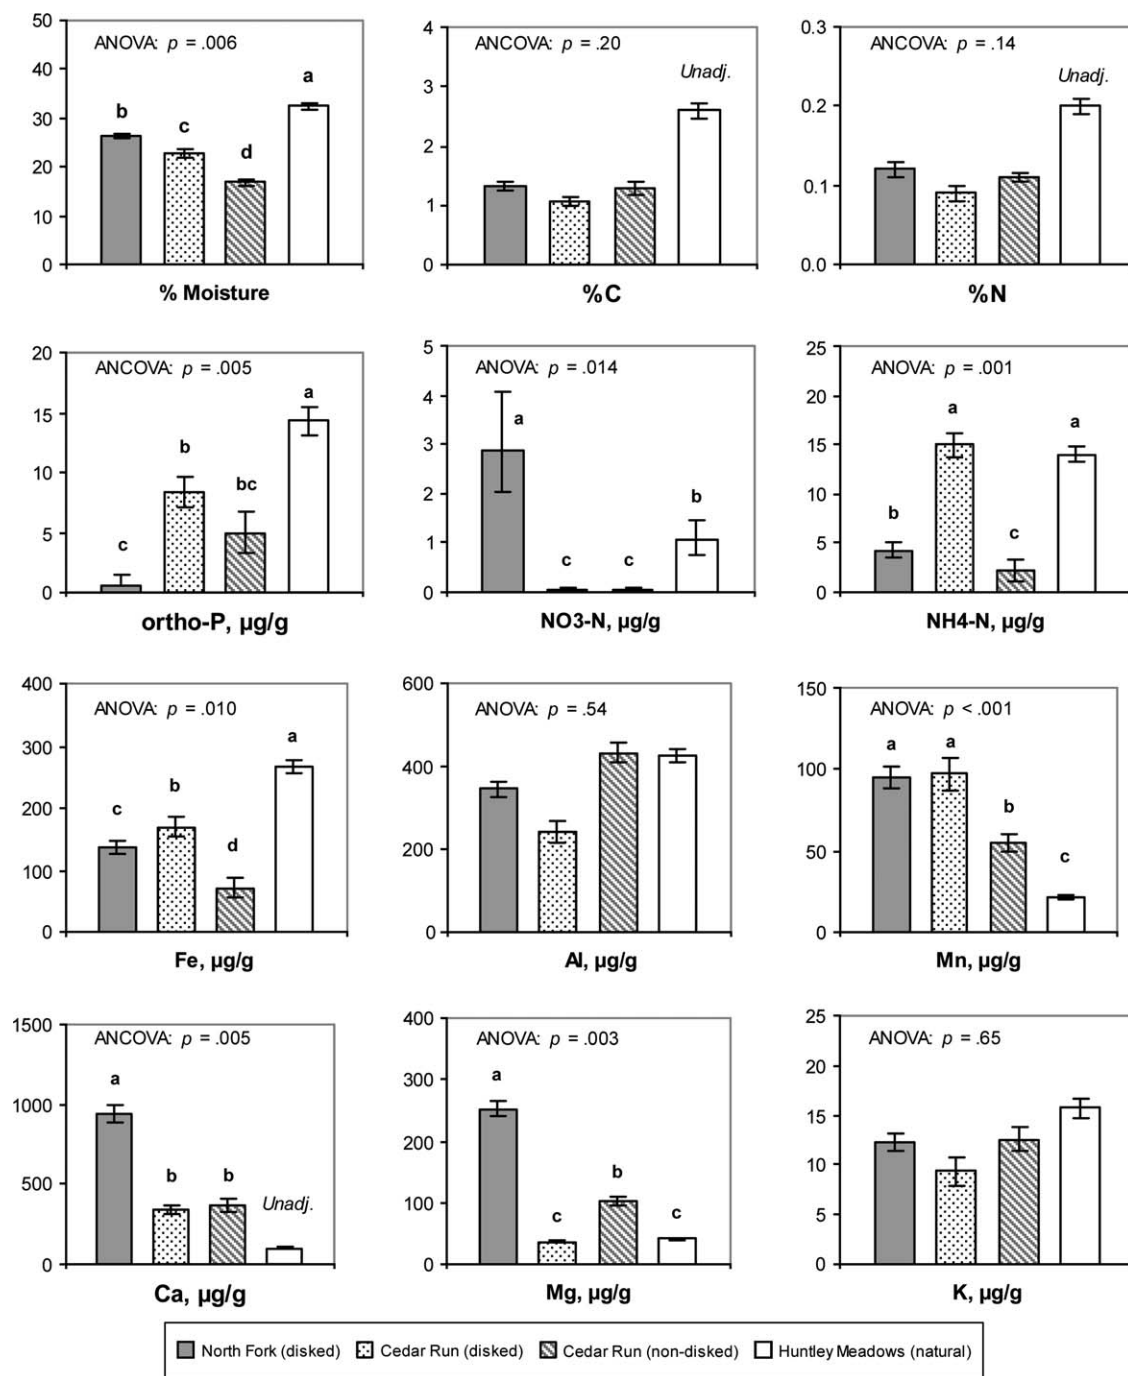 ANOVA: p = .006
50
40
30
20
10
0
b
c
d
a
% Moisture
ANCOVA: p = .20
4
3
2
1
0
Unadj.
%C
ANCOVA: p = .14
0.3
0.2
0.1
0.0
Unadj.
%N
ANCOVA: p = .005
20
15
10
5
0
c
b
bc
a
ortho-P, µg/g
ANOVA: p = .014
5
4
3
2
1
0
a
c
c
b
NO3-N, µg/g
ANOVA: p = .001
25
20
15
10
5
0
b
a
c
a
NH4-N, µg/g
ANOVA: p = .010
400
300
200
100
0
c
b
d
a
Fe, µg/g
ANOVA: p = .54
600
400
200
0
Al, µg/g
ANOVA: p < .001
150
100
50
0
a
a
b
c
Mn, µg/g
ANCOVA: p = .005
1500
1000
500
0
a
b
b
Unadj.
Ca, µg/g
ANOVA: p = .003
400
300
200
100
0
a
c
b
c
Mg, µg/g
ANOVA: p = .65
25
20
15
10
5
0
K, µg/g
North Fork (disked) Cedar Run (disked) Cedar Run (non-disked) Huntley Meadows (natural)